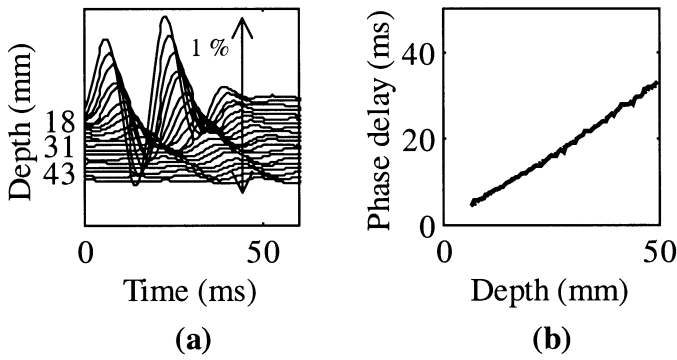 Depth (mm)
18
31
43
1 %
0
50
Time (ms)
(a)
Phase delay (ms)
40
20
0
0
50
Depth (mm)
(b)